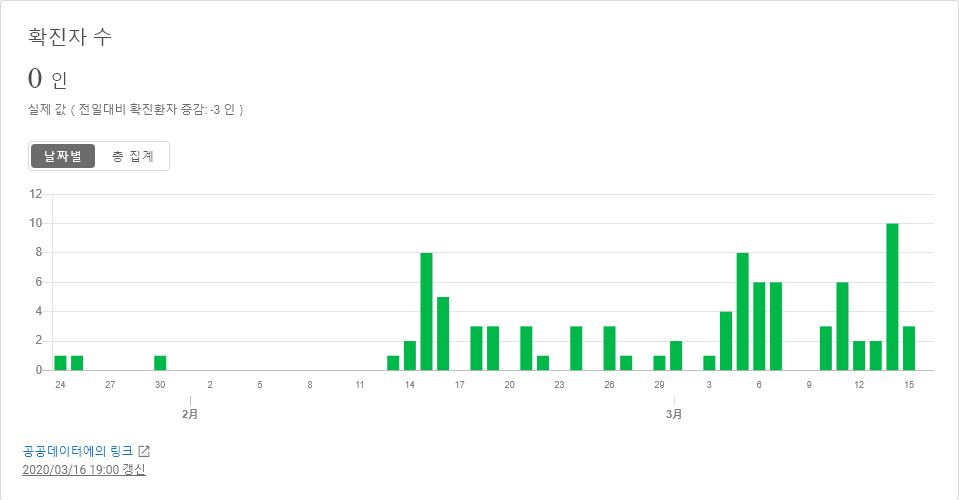 확진자 수
0 인
실제 값 ( 전일대비 확진환자 증감: -3 인 )
날짜별 총 집계
12
10
8
6
4
2
0
24 27 30 2 5 8 11 14 17 20 23 26 29 3 6 9 12 15
2月 3月
공공데이터에의 링크
2020/03/16 19:00 갱신